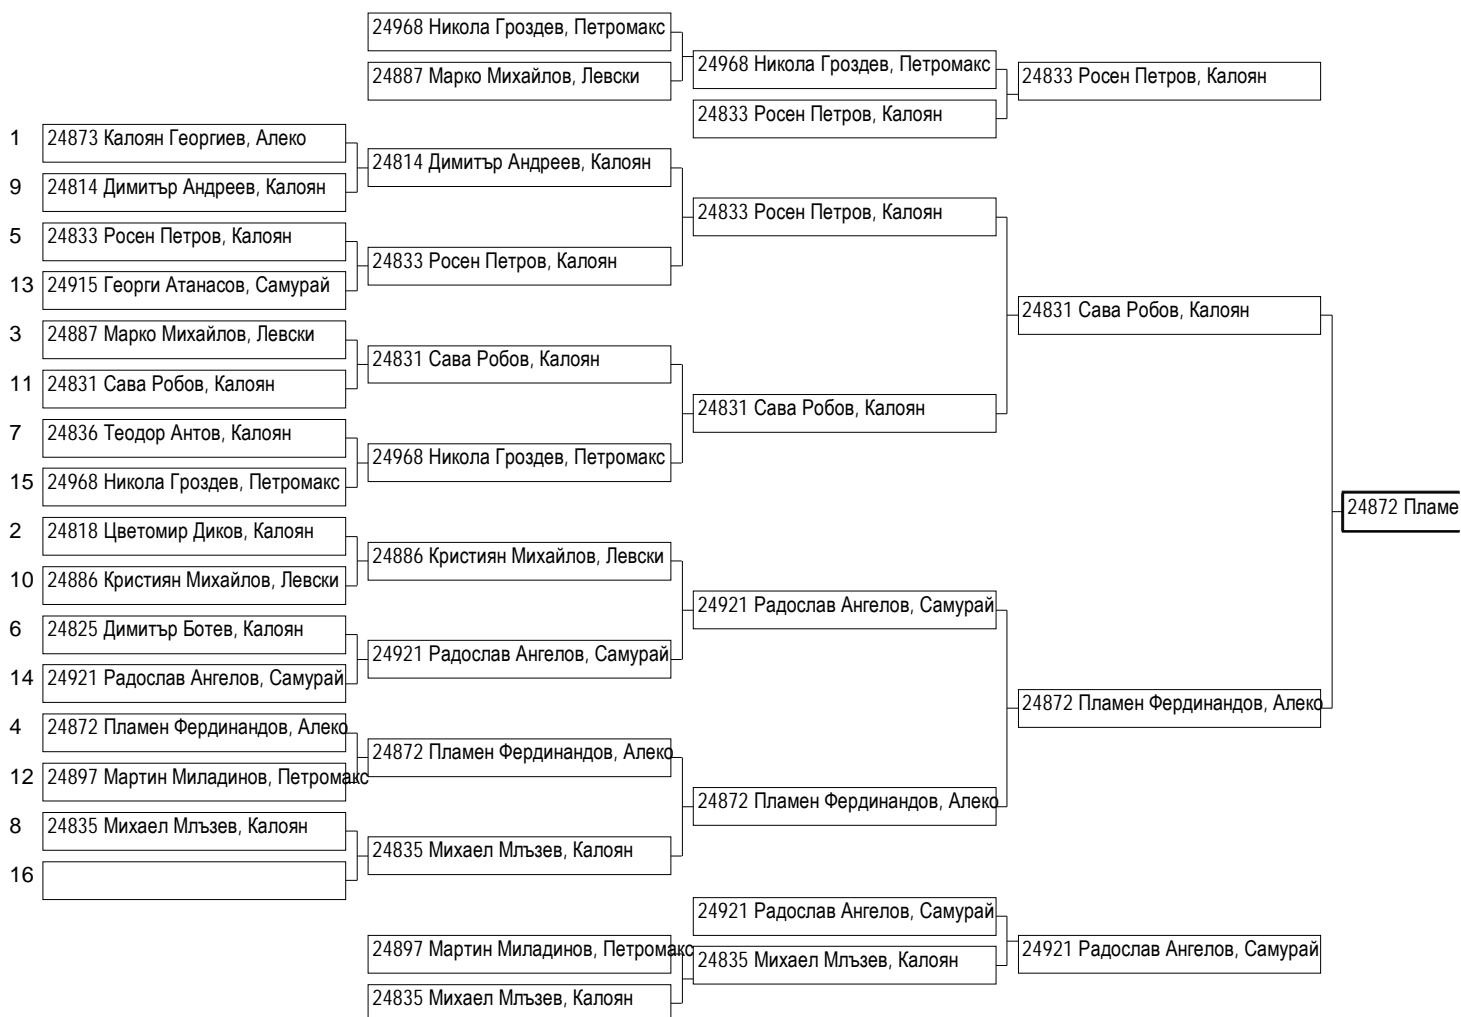 24968 Никола Гроздев, Петромакс
24887 Марко Михайлов, Левски
24968 Никола Гроздев, Петромакс
24833 Росен Петров, Калоян
24833 Росен Петров, Калоян
1 24873 Калоян Георгиев, Алеко
9 24814 Димитър Андреев, Калоян
5 24833 Росен Петров, Калоян
13 24915 Георги Атанасов, Самурай
3 24887 Марко Михайлов, Левски
11 24831 Сава Робов, Калоян
7 24836 Теодор Антов, Калоян
15 24968 Никола Гроздев, Петромакс
2 24818 Цветомир Диков, Калоян
10 24886 Кристиян Михайлов, Левски
6 24825 Димитър Ботев, Калоян
14 24921 Радослав Ангелов, Самурай
4 24872 Пламен Фердинандов, Алеко
12 24897 Мартин Миладинов, Петромакс
8 24835 Михаел Млъзев, Калоян
16
24814 Димитър Андреев, Калоян
24833 Росен Петров, Калоян
24831 Сава Робов, Калоян
24968 Никола Гроздев, Петромакс
24886 Кристиян Михайлов, Левски
24921 Радослав Ангелов, Самурай
24872 Пламен Фердинандов, Алеко
24835 Михаел Млъзев, Калоян
24833 Росен Петров, Калоян
24831 Сава Робов, Калоян
24921 Радослав Ангелов, Самурай
24872 Пламен Фердинандов, Алеко
24831 Сава Робов, Калоян
24872 Пламен Фердинандов, Алеко
24872 Пламе
24897 Мартин Миладинов, Петромакс
24835 Михаел Млъзев, Калоян
24921 Радослав Ангелов, Самурай
24835 Михаел Млъзев, Калоян
24921 Радослав Ангелов, Самурай